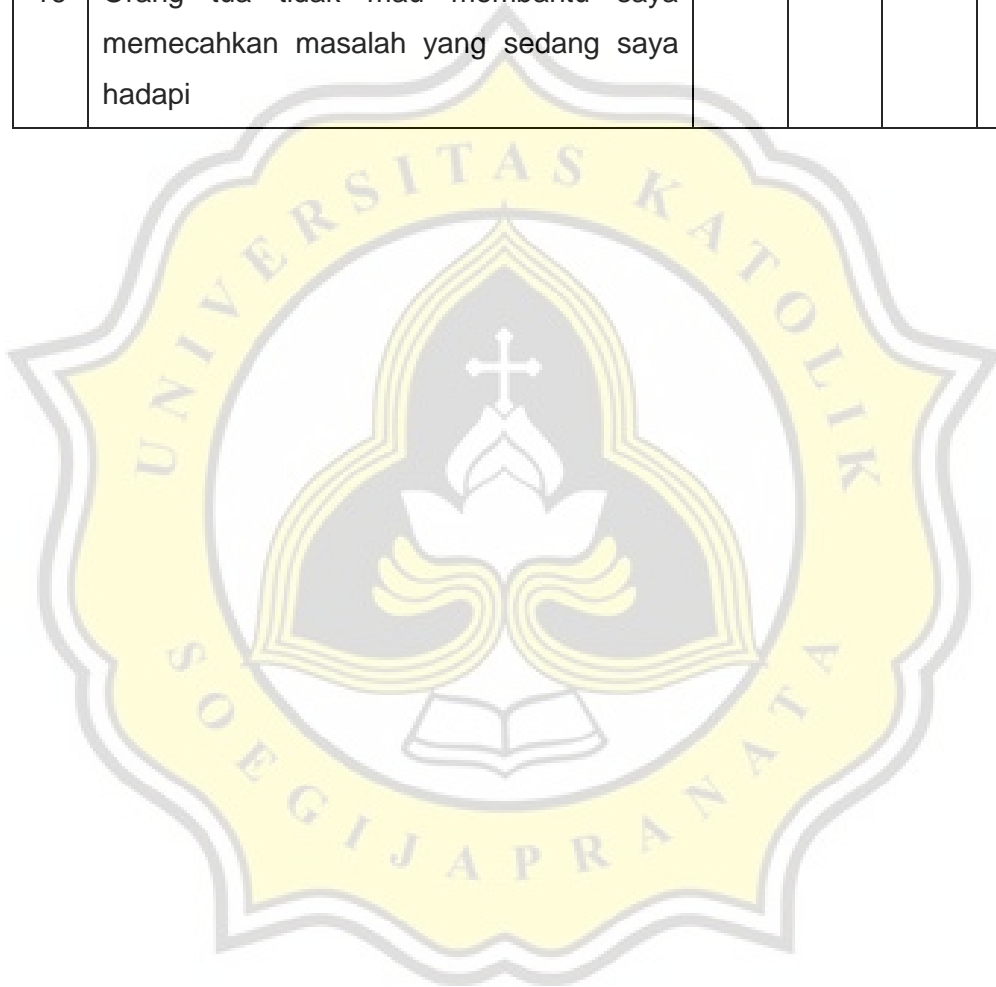 Orang tua tidak mau membantu saya
memecahkan masalah yang sedang saya
hadapi
UNIVERSITAS KATOLIK
SOEGIJAPRANATA